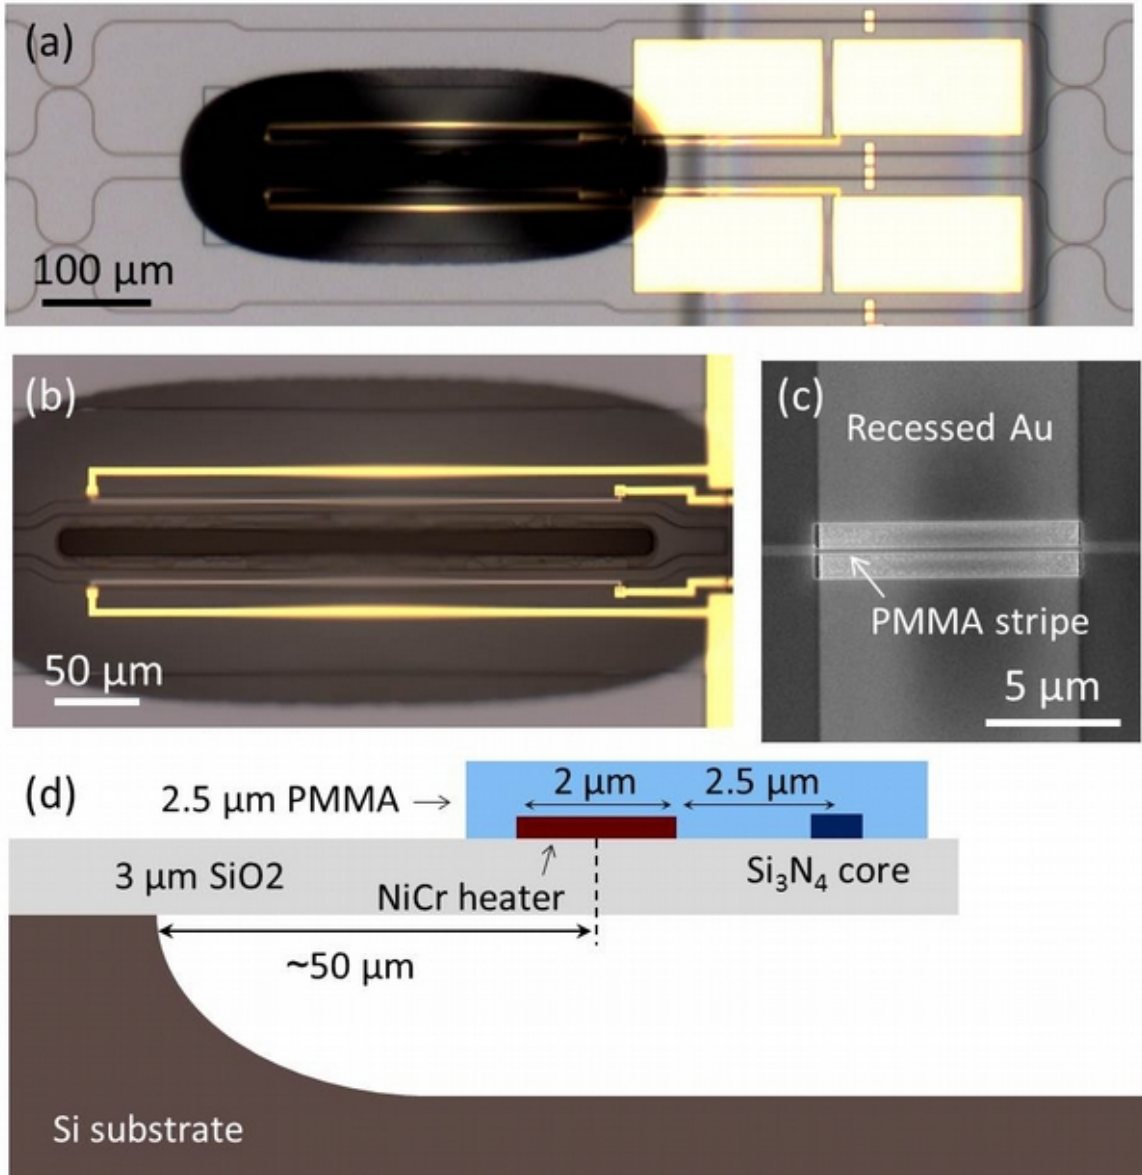 (a)
100 μm
(b)
50 μm
(c)
Recessed Au
PMMA stripe
5 μm
(d)
2.5 μm PMMA
2 μm
2.5 μm
3 μm SiO2
NiCr heater
Si₃N₄ core
~50 μm
Si substrate